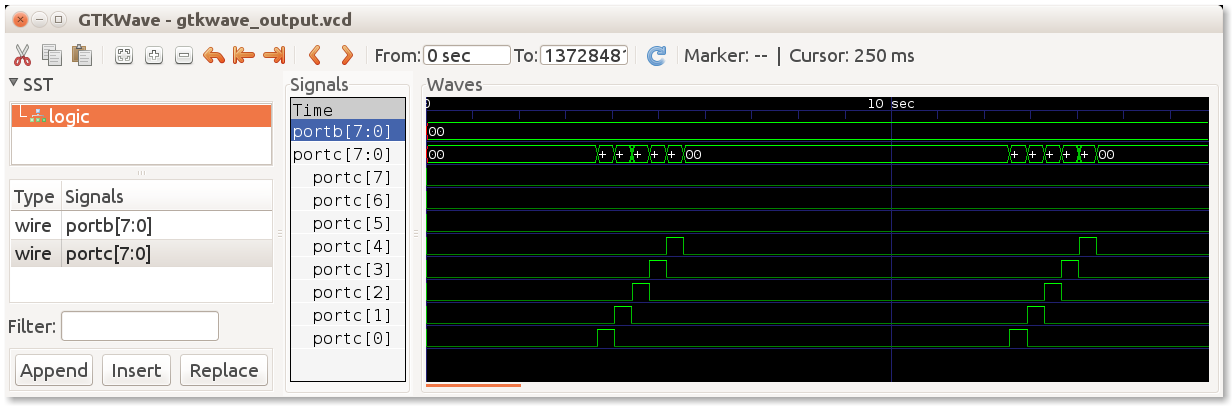 GTKWave - gtkwave_output.vcd
From: 0 sec To: 1372848 Marker: -- | Cursor: 250 ms
SST
logic
Type Signals
wire portb[7:0]
wire portc[7:0]
Filter:
Append Insert Replace
Signals
Time
portb[7:0]
portc[7:0]
portc[7]
portc[6]
portc[5]
portc[4]
portc[3]
portc[2]
portc[1]
portc[0]
Waves
0 10 sec
00
00 + + + + + 00 + + + + + 00